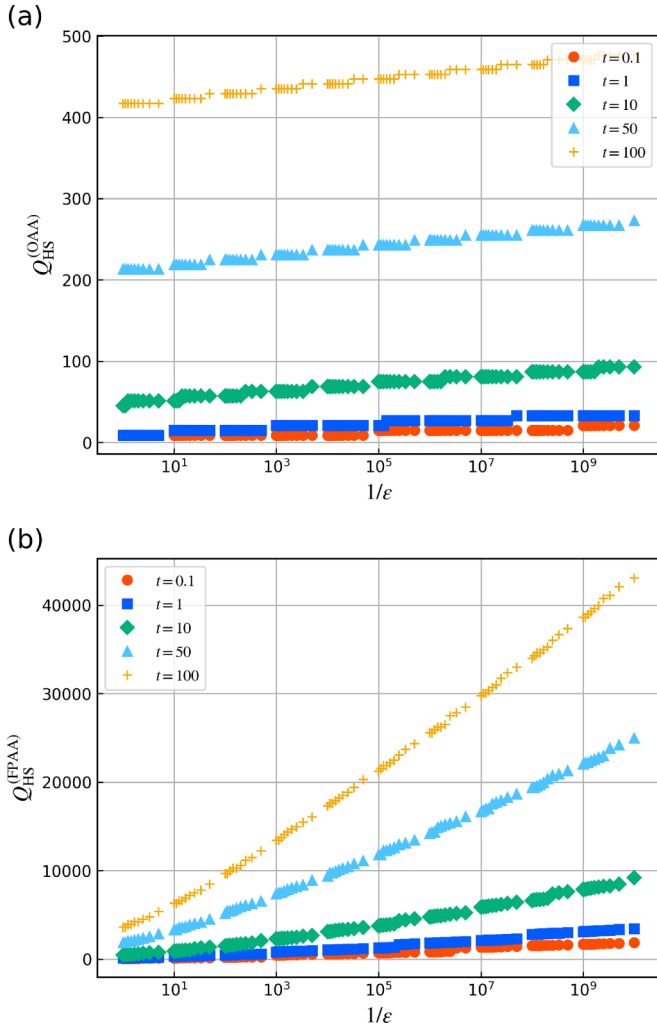 (a)
500
400
300
200
100
0
Q_HS^(OAA)
t = 0.1
t = 1
t = 10
t = 50
t = 100
10^1
10^3
10^5
10^7
10^9
1/ε
(b)
40000
30000
20000
10000
0
Q_HS^(FPAA)
t = 0.1
t = 1
t = 10
t = 50
t = 100
10^1
10^3
10^5
10^7
10^9
1/ε